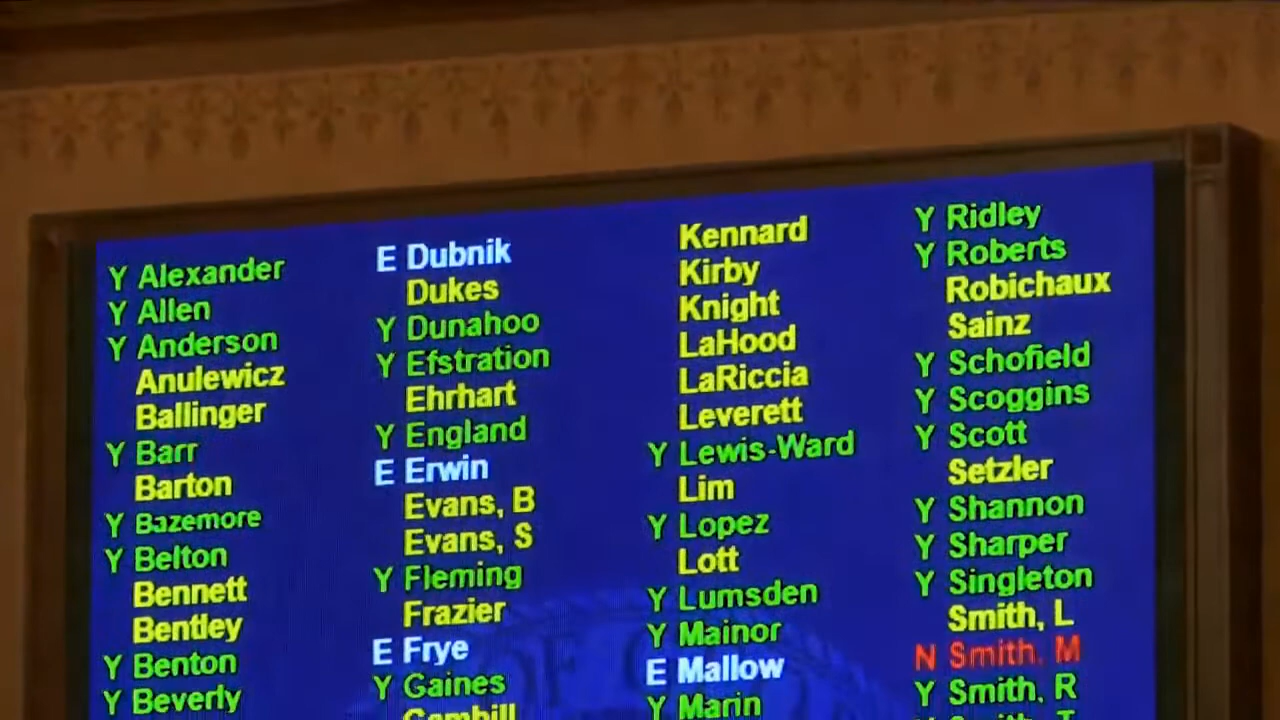 Y Alexander
Y Allen
Y Anderson
Anulewicz
Ballinger
Y Barr
Barton
Y Bazemore
Y Belton
Bennett
Bentley
Y Benton
Y Beverly
E Dubnik
Dukes
Y Dunahoo
Y Efstration
Ehrhart
Y England
E Erwin
Evans, B
Evans, S
Y Fleming
Frazier
E Frye
Y Gaines
Gambill
Kennard
Kirby
Knight
LaHood
LaRiccia
Leverett
Y Lewis-Ward
Lim
Y Lopez
Lott
Y Lumsden
Y Mainor
E Mallow
Y Marin
Y Ridley
Y Roberts
Robichaux
Sainz
Y Schofield
Y Scoggins
Y Scott
Setzler
Y Shannon
Y Sharper
Y Singleton
Smith, L
N Smith, M
Y Smith, R
Smith, T